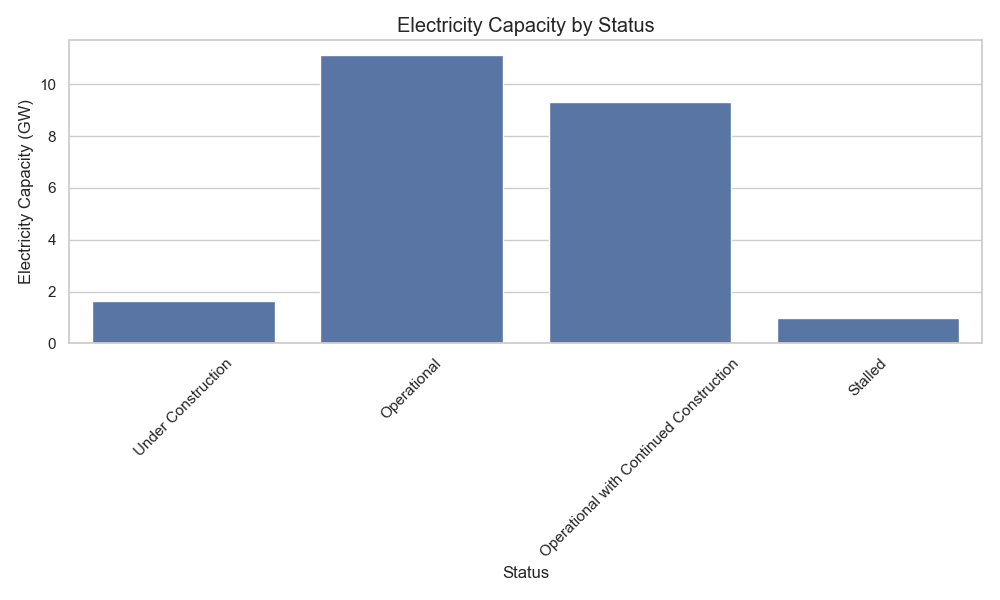 Electricity Capacity by Status
Electricity Capacity (GW)
10
8
6
4
2
0
Under Construction
Operational
Operational with Continued Construction
Stalled
Status